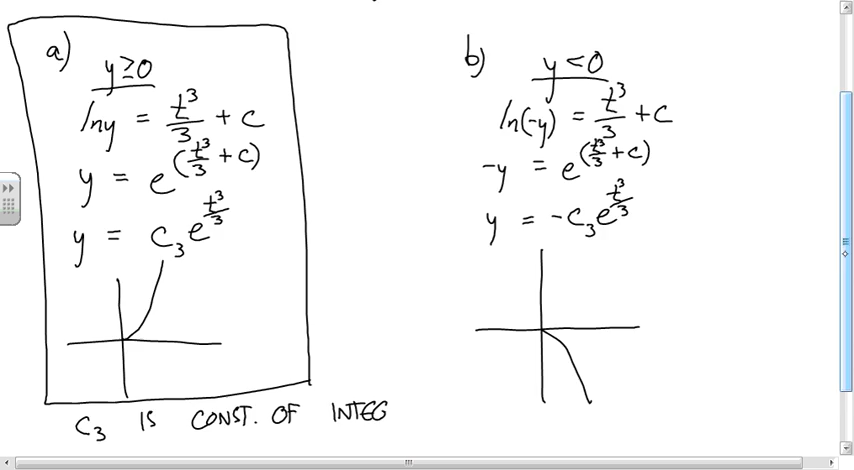 a)
y≥0
ln y = t³/3 + c
y = e^(t³/3 + c)
y = c₃e^(t³/3)
C₃ IS CONST. OF INTEG
b)
y<0
ln(-y) = t³/3 + c
-y = e^(t³/3 + c)
y = -c₃e^(t³/3)